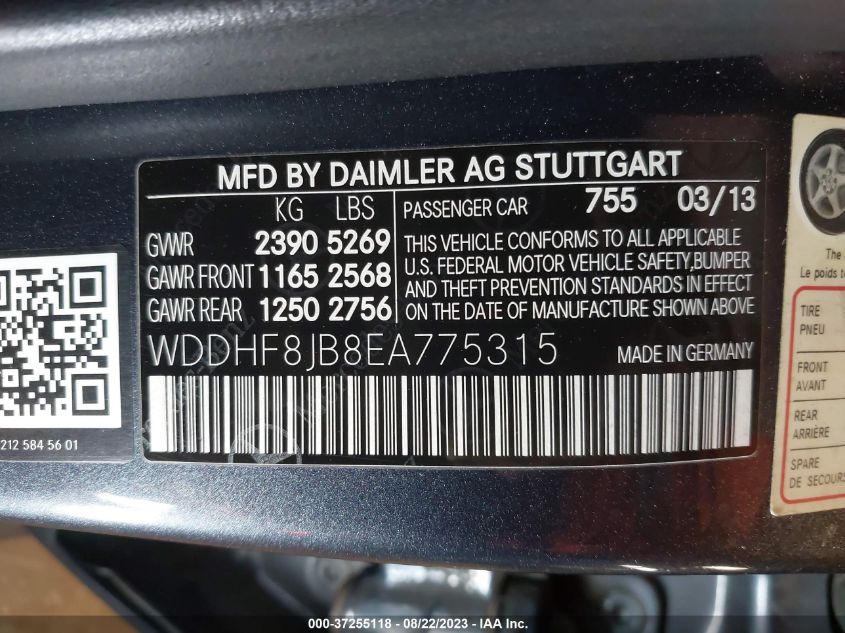 MFD BY DAIMLER AG STUTTGART
KG LBS
GVWR 2390 5269
GAWR FRONT 1165 2568
GAWR REAR 1250 2756
PASSENGER CAR 755 03/13
THIS VEHICLE CONFORMS TO ALL APPLICABLE
U.S. FEDERAL MOTOR VEHICLE SAFETY,BUMPER
AND THEFT PREVENTION STANDARDS IN EFFECT
ON THE DATE OF MANUFACTURE SHOWN ABOVE
WDDHF8JB8EA775315 MADE IN GERMANY
212 584 56 01
The
Le poids
TIRE
PNEU
FRONT
AVANT
REAR
ARRIÈRE
SPARE
DE SECOURS
000-37255118 - 08/22/2023 - IAA Inc.